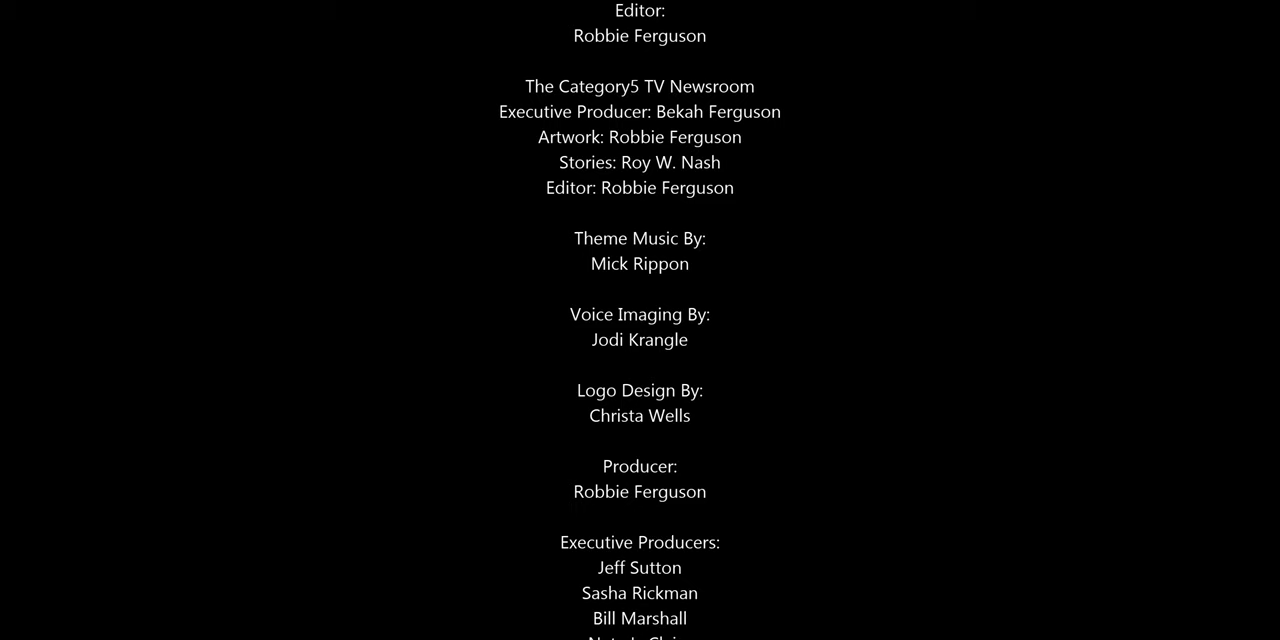 Editor:
Robbie Ferguson
The Category5 TV Newsroom
Executive Producer: Bekah Ferguson
Artwork: Robbie Ferguson
Stories: Roy W. Nash
Editor: Robbie Ferguson
Theme Music By:
Mick Rippon
Voice Imaging By:
Jodi Krangle
Logo Design By:
Christa Wells
Producer:
Robbie Ferguson
Executive Producers:
Jeff Sutton
Sasha Rickman
Bill Marshall